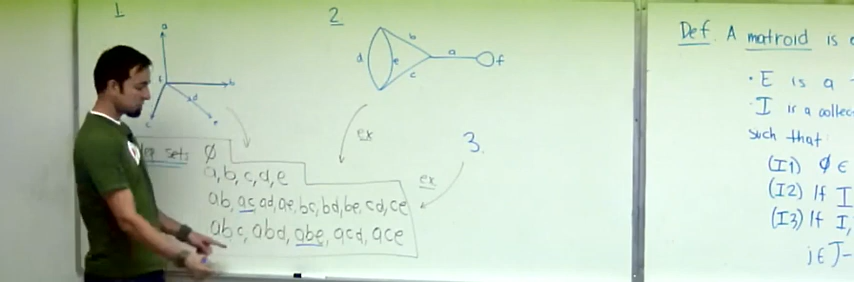 1
a
b
d
c
e
2
b
d
e
a
f
c
ex
3.
ex
sets ∅
a, b, c, d, e
ab, ac, ad, ae, bc, bd, be, cd, ce
abc, abd, abe, acd, ace
Def. A matroid is
· E is a
· I is a collec
such that:
(I1) ∅ ∈
(I2) If I
(I3) If I,
j ∈ J-